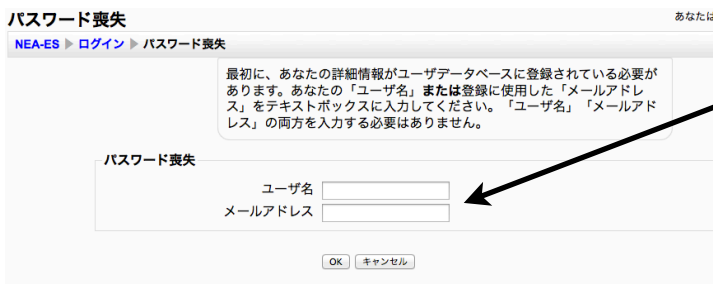 パスワード喪失
あなたは
NEA-ES ▶ ログイン ▶ パスワード喪失
最初に、あなたの詳細情報がユーザデータベースに登録されている必要が
あります。あなたの「ユーザ名」または登録に使用した「メールアドレ
ス」をテキストボックスに入力してください。「ユーザ名」「メールアド
レス」の両方を入力する必要はありません。
パスワード喪失
ユーザ名
メールアドレス
OK キャンセル